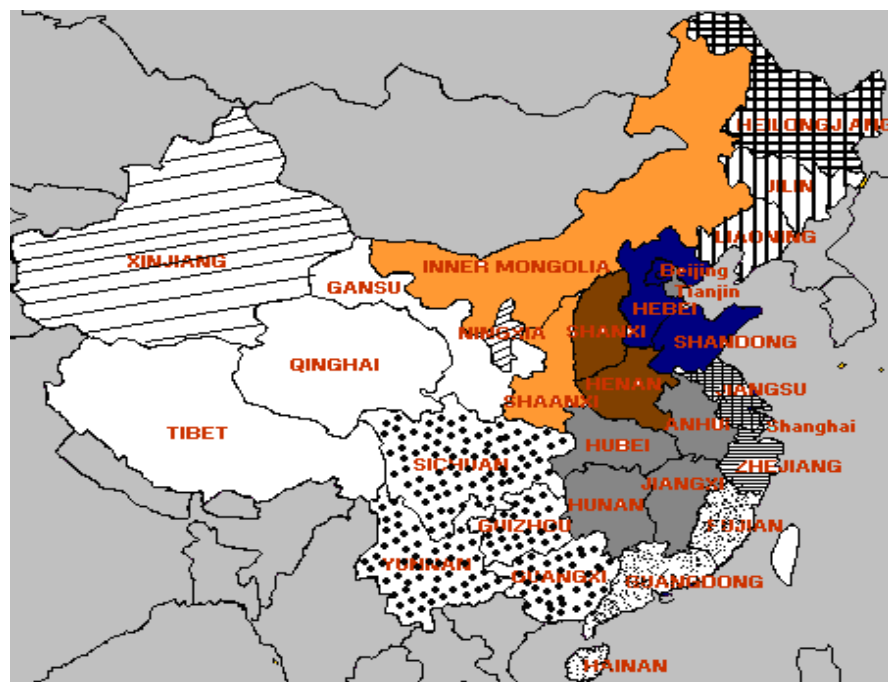 HEILONGJIANG
JILIN
LIAONING
XINJIANG
INNER MONGOLIA
Beijing
GANSU
Tianjin
HEBEI
NINGXIA
SHANXI
SHANDONG
QINGHAI
HENAN
JIANGSU
SHAANXI
ANHUI
Shanghai
TIBET
HUBEI
SICHUAN
ZHEJIANG
JIANGXI
HUNAN
GUIZHOU
FUJIAN
YUNNAN
GUANGXI
GUANGDONG
HAINAN